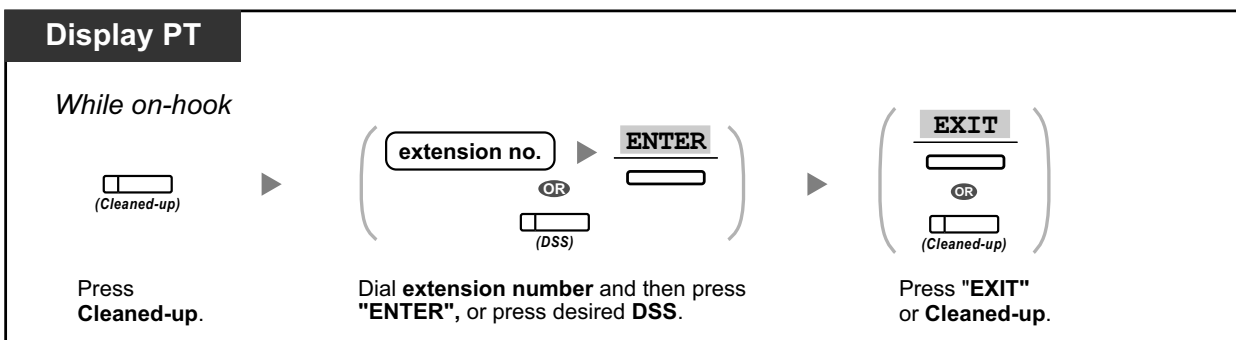 Display PT
While on-hook
(Cleaned-up)
extension no.
ENTER
OR
(DSS)
EXIT
OR
(Cleaned-up)
Press
Cleaned-up.
Dial extension number and then press
"ENTER", or press desired DSS.
Press "EXIT"
or Cleaned-up.